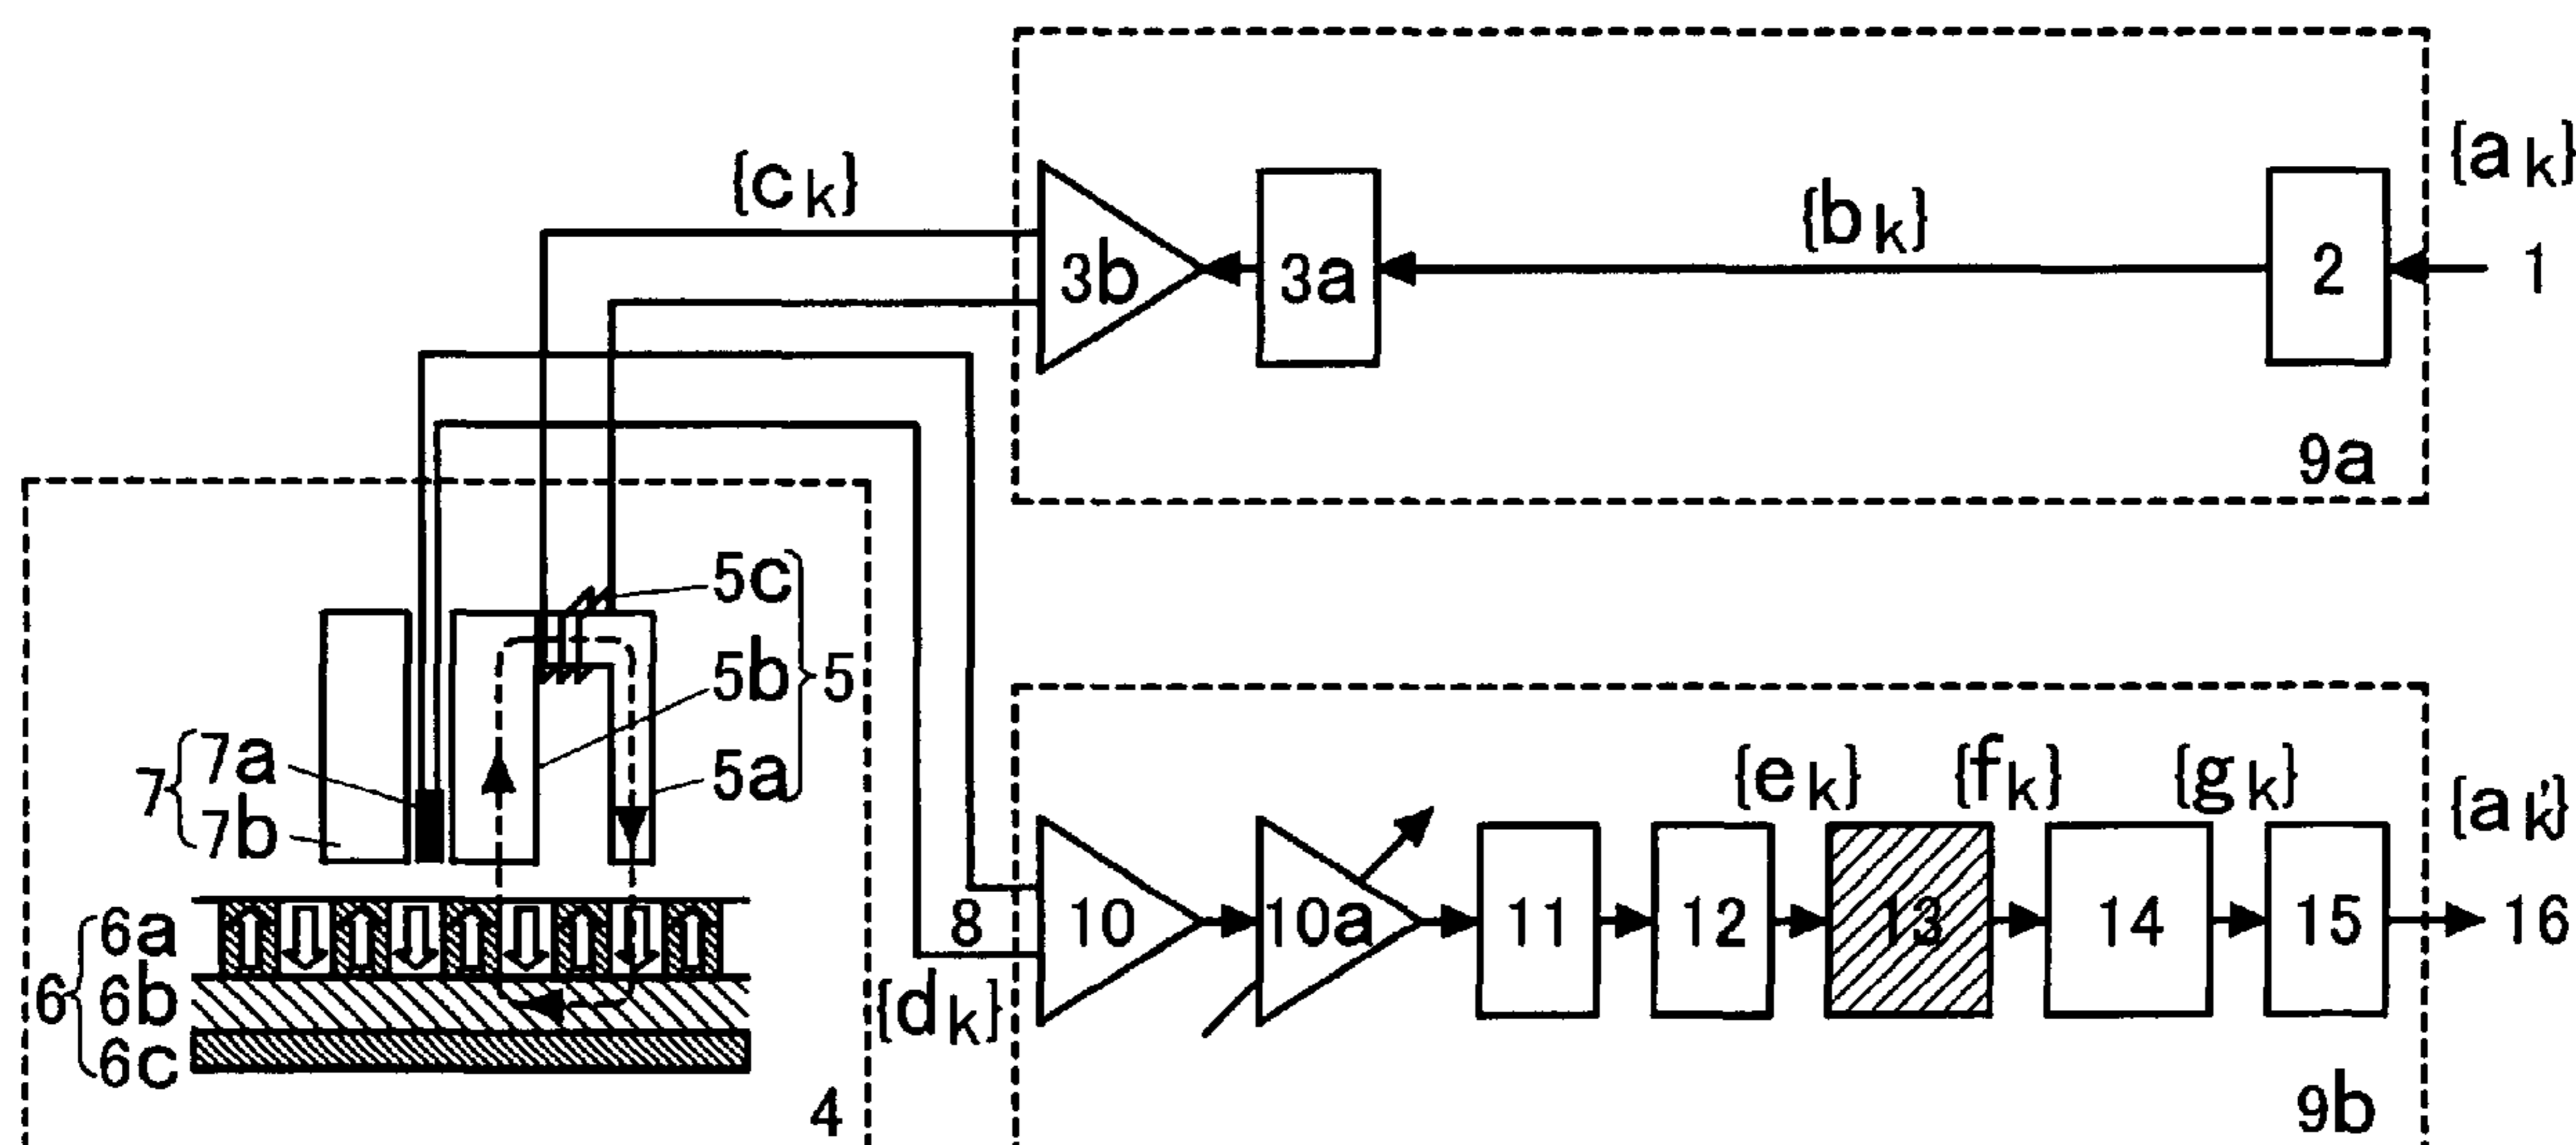 {ck}
3b
3a
{bk}
2
{ak}
1
9a
5c
5b
5
5a
7
7a
7b
6
6a
6b
6c
4
8
{dk}
10
10a
11
12
{ek}
13
{fk}
14
{gk}
15
{ak'}
16
9b